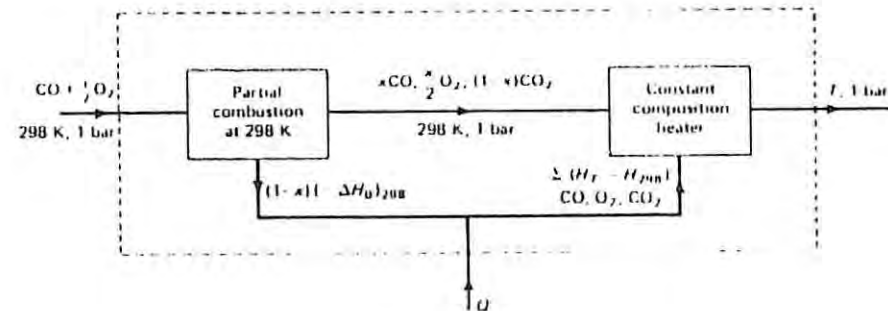 CO + ½O₂
298 K, 1 bar
Partial
combustion
at 298 K
xCO, x/2 O₂, (1 - x)CO₂
298 K, 1 bar
Constant
composition
heater
T, 1 bar
(1 - x)(- ΔH₀)₂₉₈
Σ (H_T - H₂₉₈)
CO, O₂, CO₂
Q